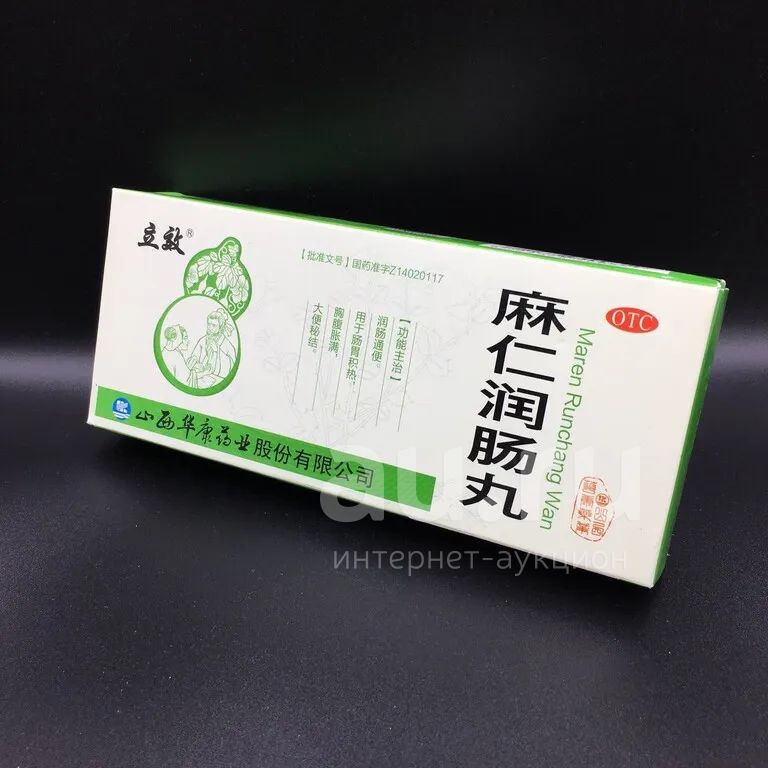 立效®
【批准文号】国药准字Z14020117
OTC
麻仁润肠丸
Maren Runchang Wan
【功能主治】
润肠通便。
用于肠胃积热,
胸腹胀满,
大便秘结。
山西华康药业股份有限公司
au.ru
интернет-аукцион